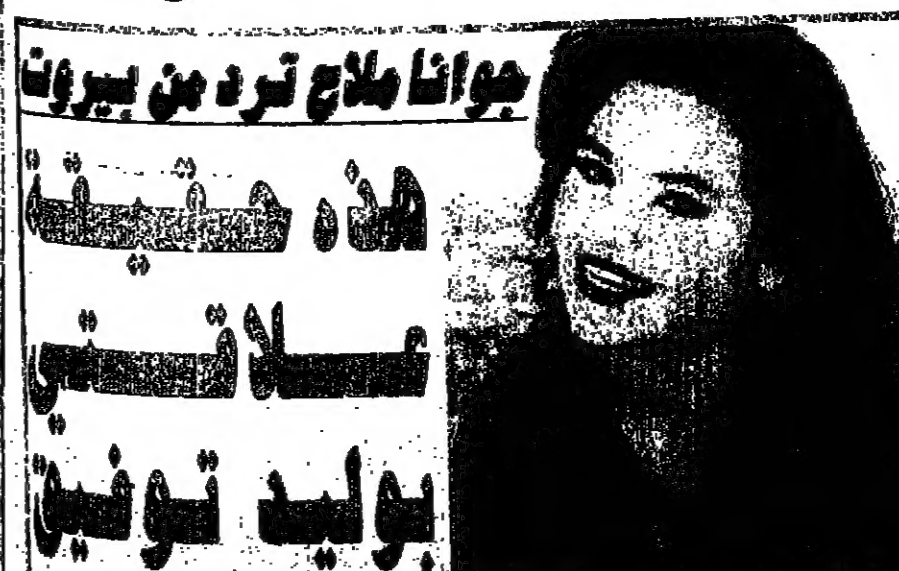 جوانا ملاح ترد من بيروت
هذه حقيقة
علاقتي
بوليد توفيق